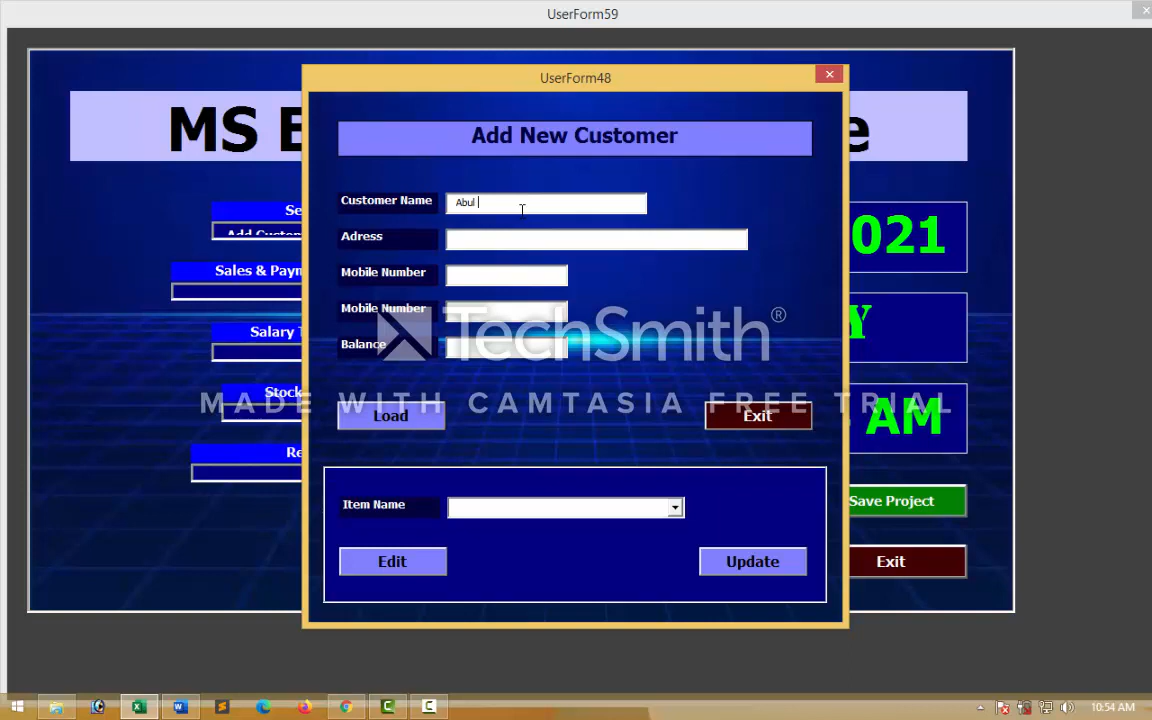 UserForm59
UserForm48
MS
e
Add New Customer
Customer Name
Abul
Adress
Mobile Number
Mobile Number
Balance
Load
Exit
Item Name
Edit
Update
Sales & Paym
Salary
Stock
Re
021
Y
AM
Save Project
Exit
TechSmith®
MADE WITH CAMTASIA FREE TRIAL
10:54 AM